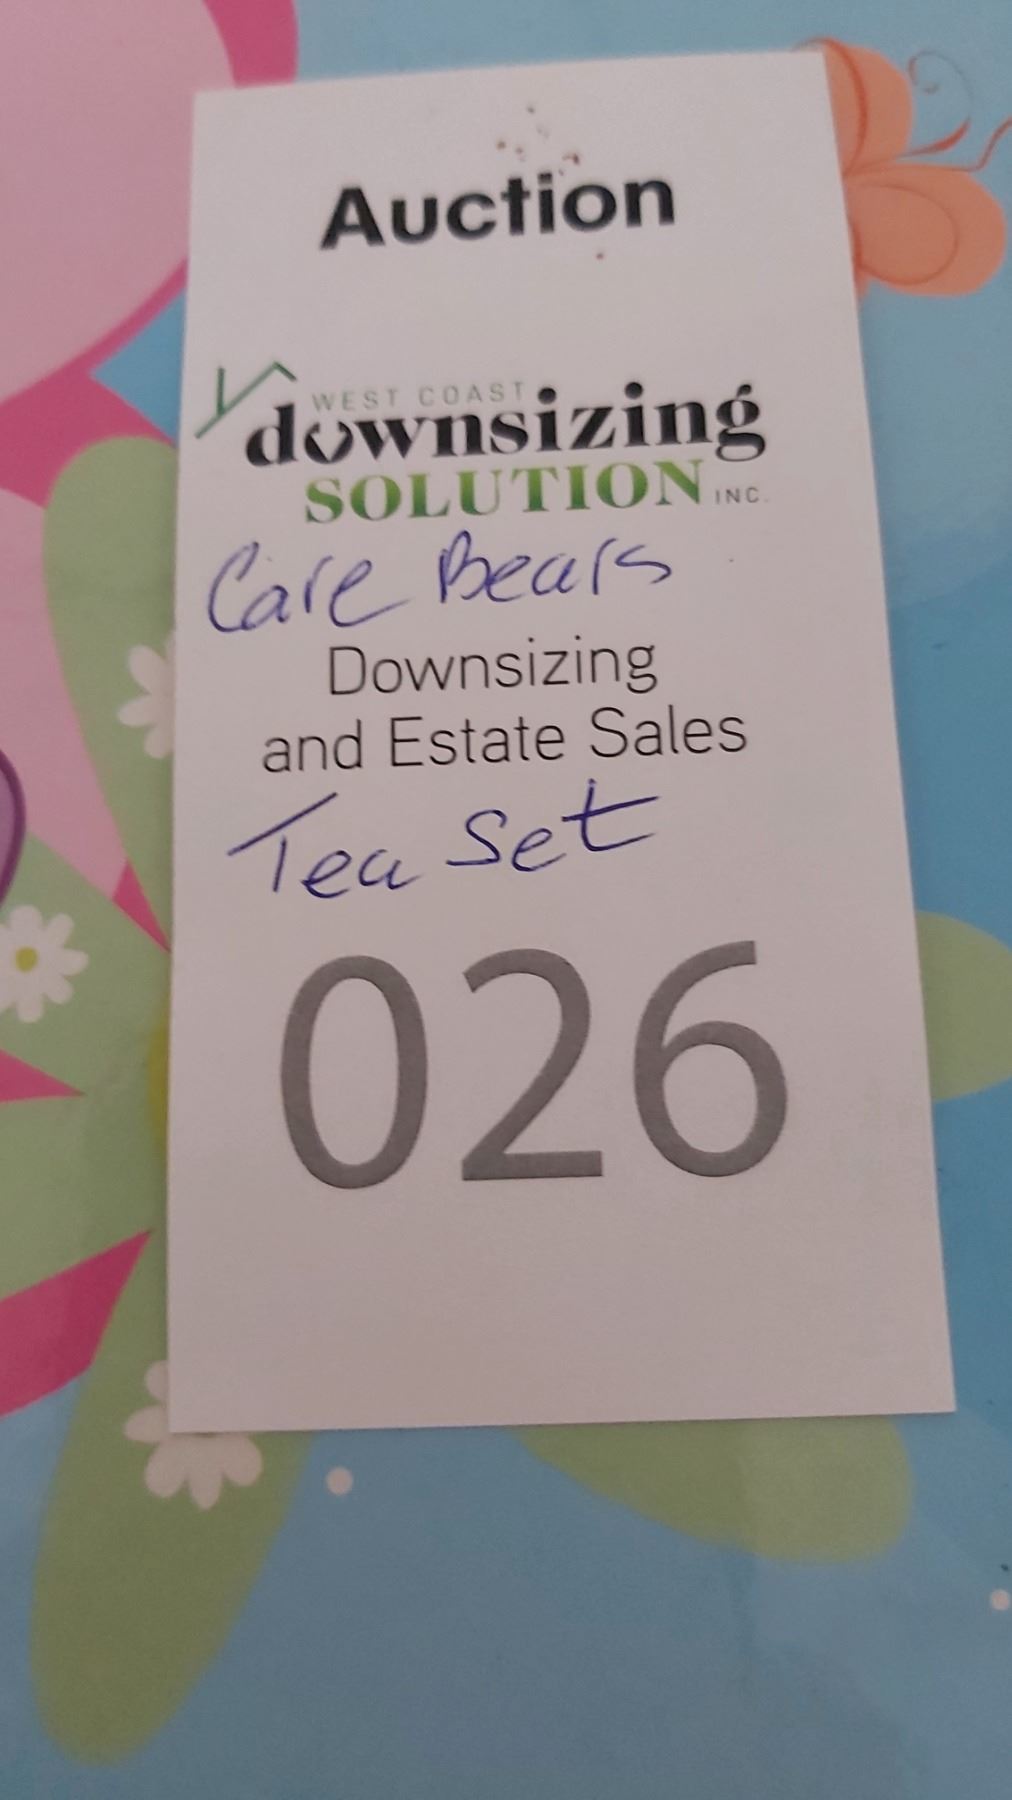 Auction
WEST COAST
downsizing
SOLUTION INC.
Care Bears
Downsizing
and Estate Sales
Tea Set
026